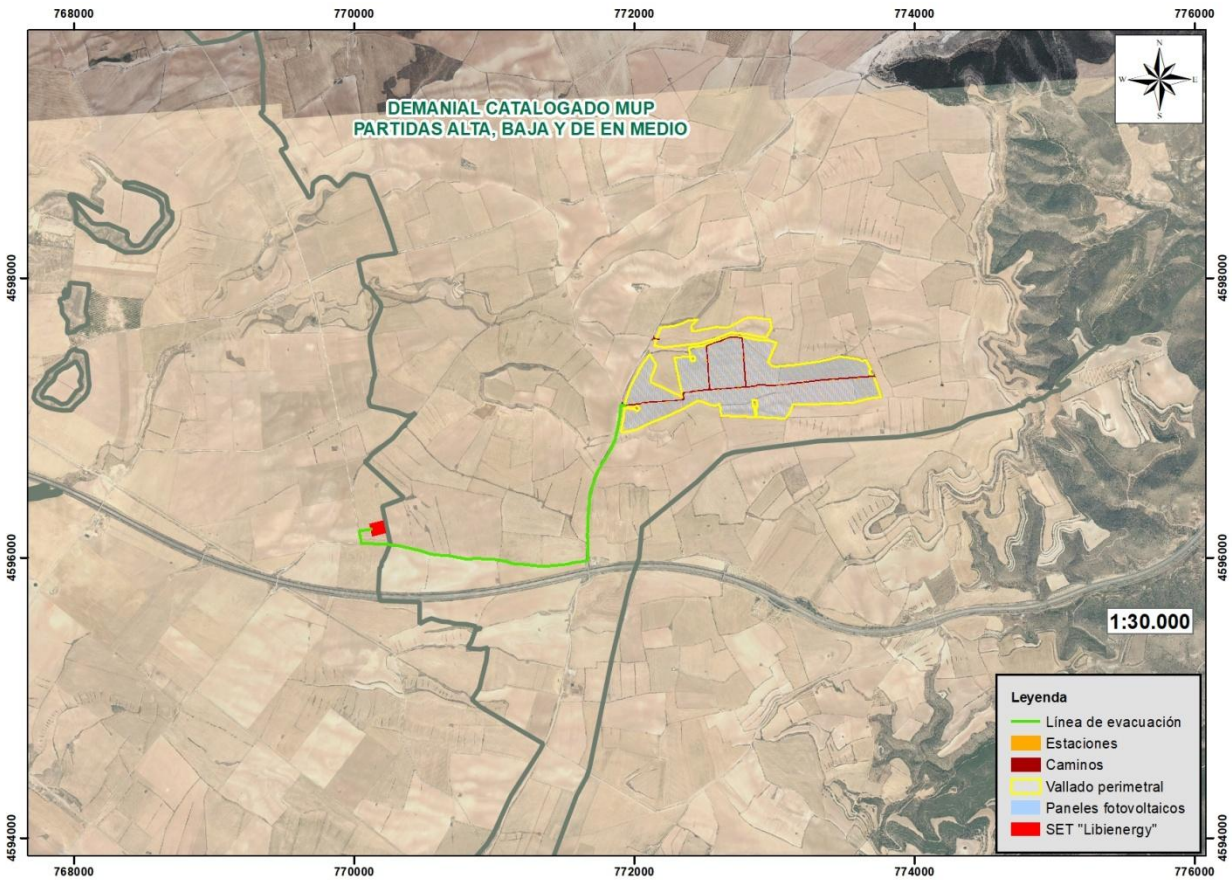 768000
770000
772000
774000
776000
N
W
E
S
DEMANIAL CATALOGADO MUP
PARTIDAS ALTA, BAJA Y DE EN MEDIO
4598000
4598000
4596000
4596000
1:30.000
Leyenda
Línea de evacuación
Estaciones
Caminos
Vallado perimetral
Paneles fotovoltaicos
SET "Libienergy"
4594000
4594000
768000
770000
772000
774000
776000